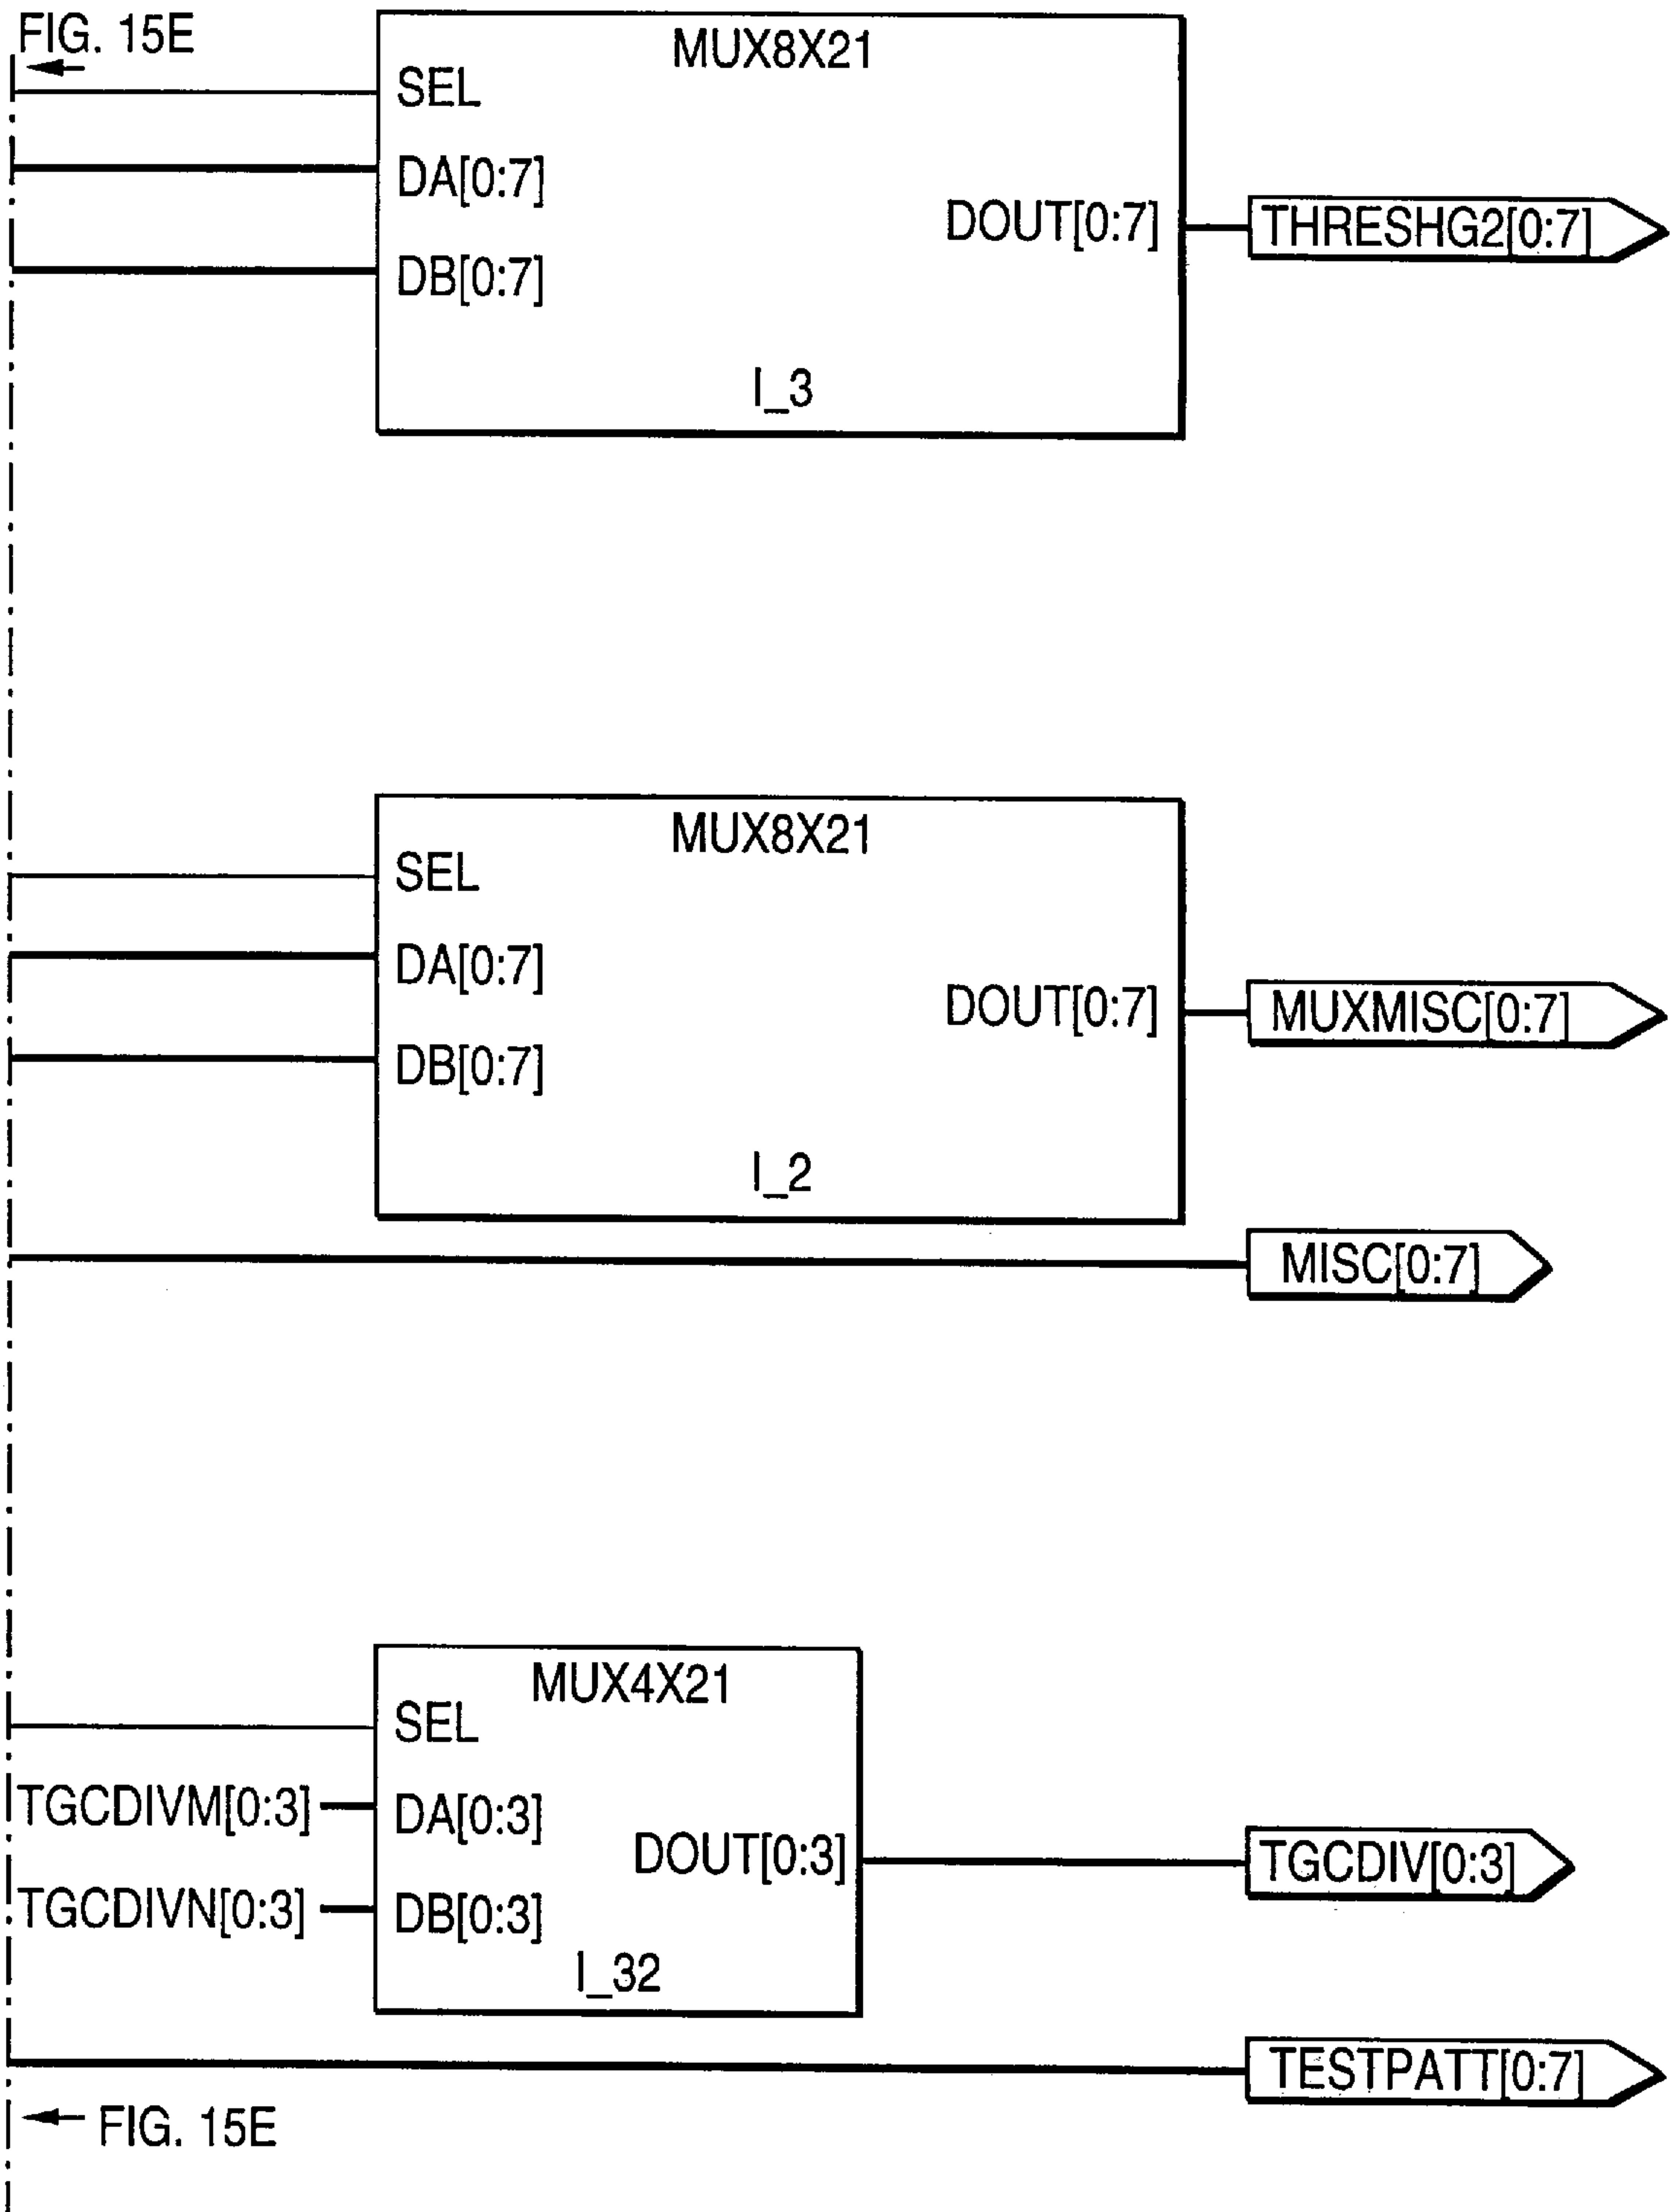 FIG. 15E
MUX8X21
SEL
DA[0:7]
DB[0:7]
DOUT[0:7]
THRESHG2[0:7]
I_3
MUX8X21
SEL
DA[0:7]
DB[0:7]
DOUT[0:7]
MUXMISC[0:7]
I_2
MISC[0:7]
MUX4X21
SEL
TGCDIVM[0:3]
DA[0:3]
TGCDIVN[0:3]
DB[0:3]
DOUT[0:3]
TGCDIV[0:3]
I_32
TESTPATT[0:7]
FIG. 15E